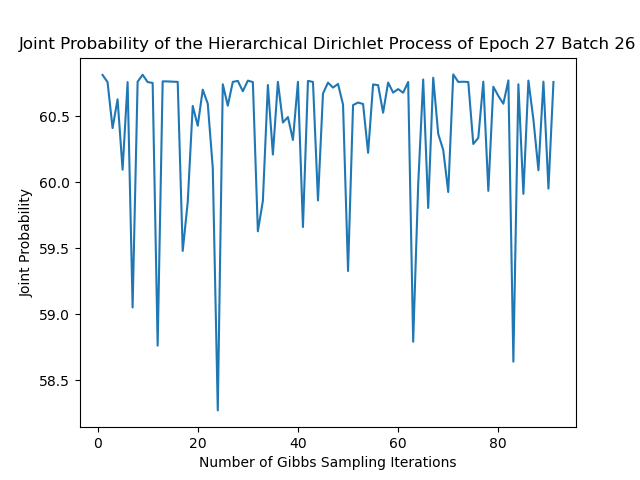 Joint Probability of the Hierarchical Dirichlet Process of Epoch 27 Batch 26
60.5
60.0
59.5
59.0
58.5
Joint Probability
0 20 40 60 80
Number of Gibbs Sampling Iterations